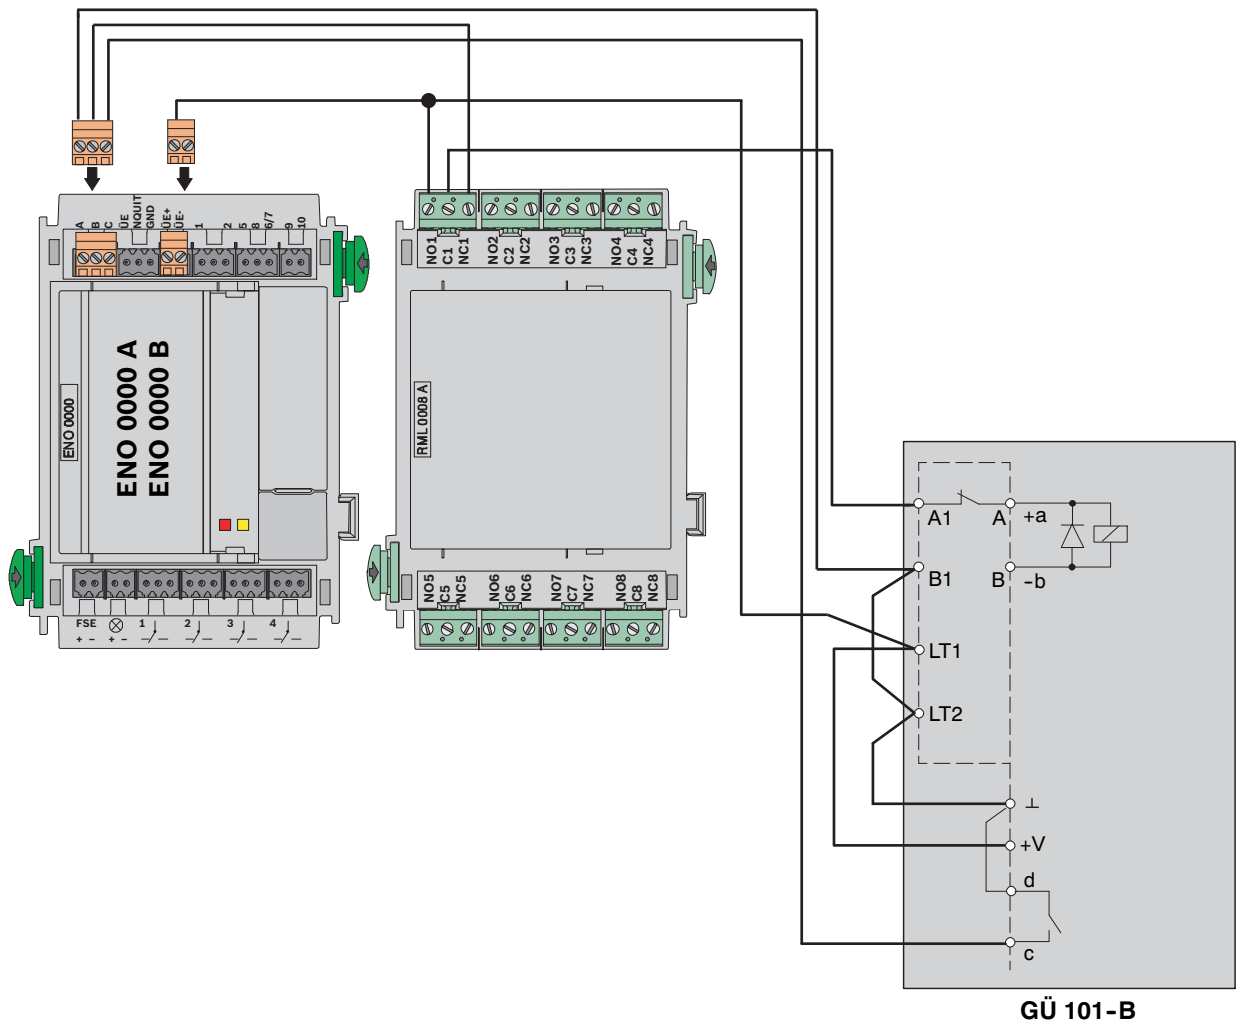 A
B
C
ÜE
NQUIT
GND
ÜE+
ÜE-
1
2
5
8
6/7
9
10
ENO 0000
ENO 0000 A
ENO 0000 B
FSE
1
2
3
4
+ -
+ -
NO1
C1
NC1
NO2
C2
NC2
NO3
C3
NC3
NO4
C4
NC4
RML 0008 A
NO5
C5
NC5
NO6
C6
NC6
NO7
C7
NC7
NO8
C8
NC8
A1
A
+a
B1
B
-b
LT1
LT2
⊥
+V
d
c
GÜ 101-B